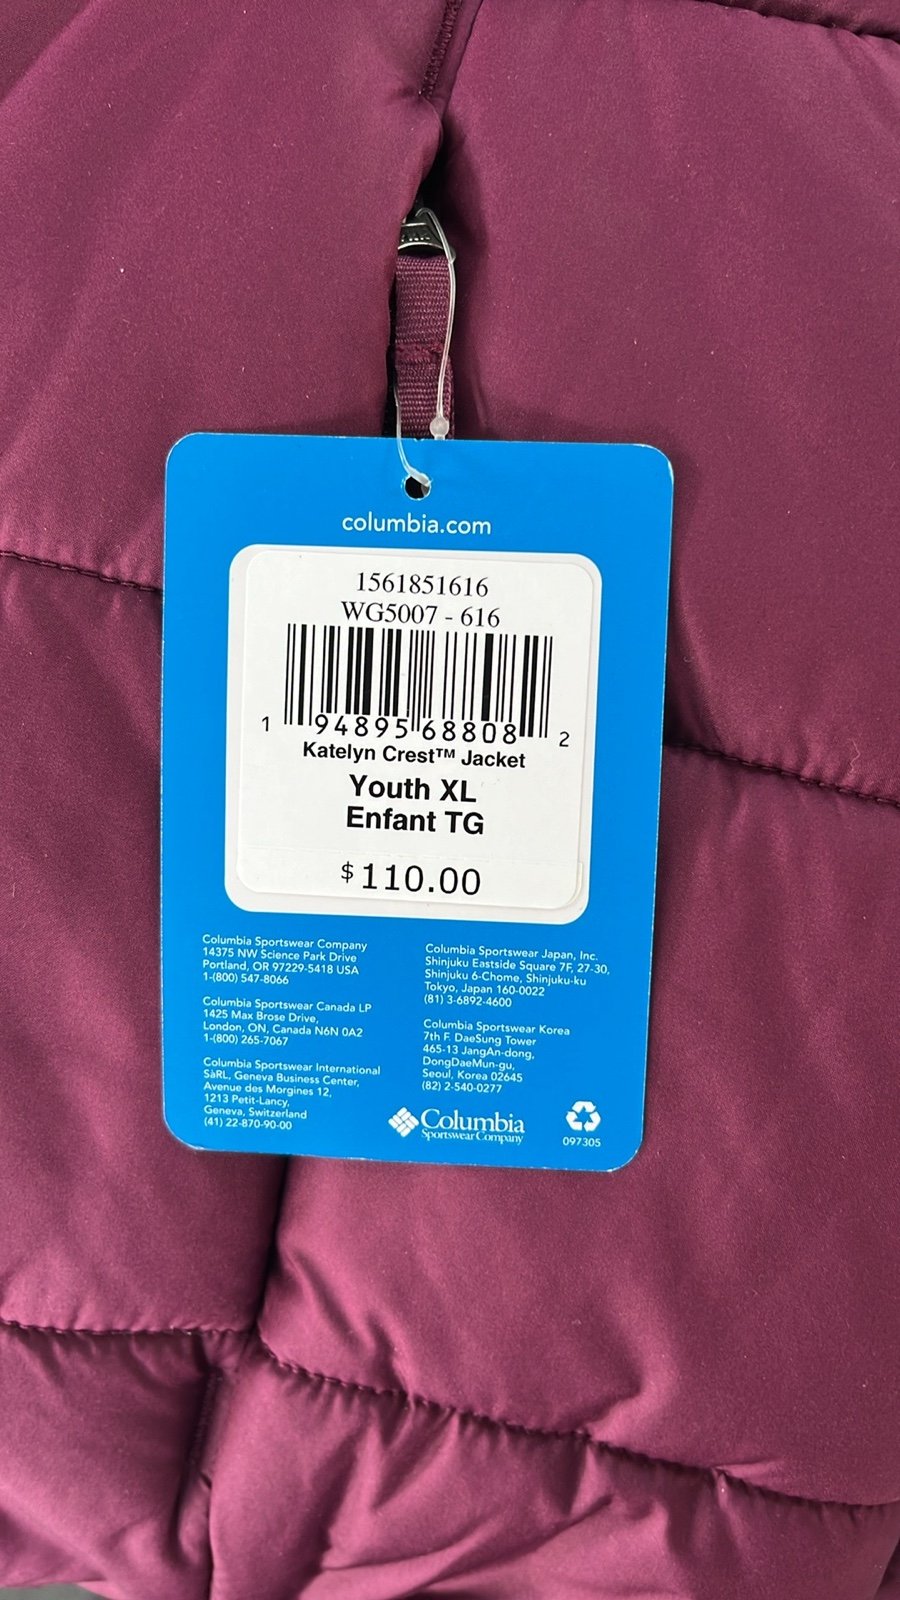 columbia.com
1561851616
WG5007 - 616
1 94895 68808 2
Katelyn Crest™ Jacket
Youth XL
Enfant TG
$110.00
Columbia Sportswear Company
14375 NW Science Park Drive
Portland, OR 97229-5418 USA
1-(800) 547-8066
Columbia Sportswear Canada LP
1425 Max Brose Drive,
London, ON, Canada N6N 0A2
1-(800) 265-7067
Columbia Sportswear International
SàRL, Geneva Business Center,
Avenue des Morgines 12,
1213 Petit-Lancy,
Geneva, Switzerland
(41) 22-870-90-00
Columbia Sportswear Japan, Inc.
Shinjuku Eastside Square 7F, 27-30,
Shinjuku 6-Chome, Shinjuku-ku
Tokyo, Japan 160-0022
(81) 3-6892-4600
Columbia Sportswear Korea
7th F. DaeSung Tower
465-13 JangAn-dong,
DongDaeMun-gu,
Seoul, Korea 02645
(82) 2-540-0277
Columbia
Sportswear Company
097305